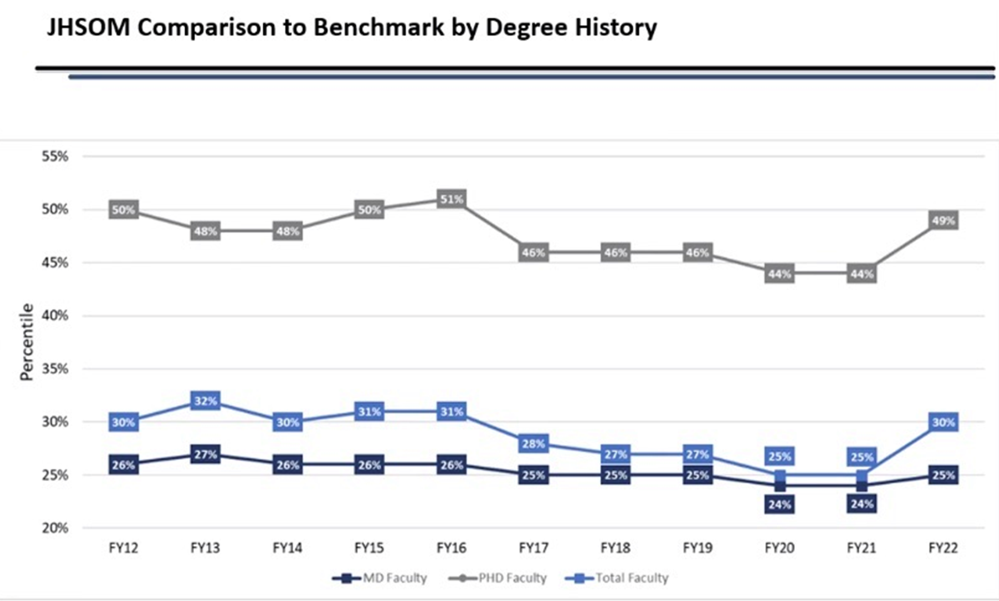 JHSOM Comparison to Benchmark by Degree History
55%
50%
45%
40%
35%
30%
25%
20%
Percentile
50% 48% 48% 50% 51% 46% 46% 46% 44% 44% 49%
30% 32% 30% 31% 31% 28% 27% 27% 25% 25% 30%
26% 27% 26% 26% 26% 25% 25% 25% 24% 24% 25%
FY12 FY13 FY14 FY15 FY16 FY17 FY18 FY19 FY20 FY21 FY22
MD Faculty PHD Faculty Total Faculty